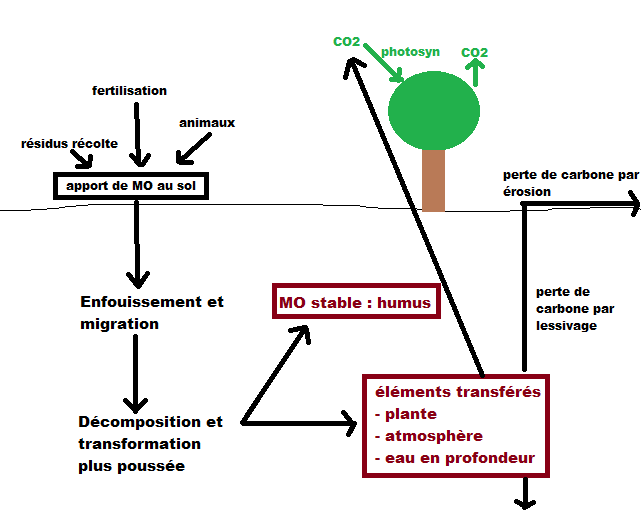 CO2
photosyn
CO2
fertilisation
animaux
résidus récolte
apport de MO au sol
perte de carbone par
érosion
Enfouissement et
migration
MO stable : humus
perte de
carbone par
lessivage
Décomposition et
transformation
plus poussée
éléments transférés
- plante
- atmosphère
- eau en profondeur